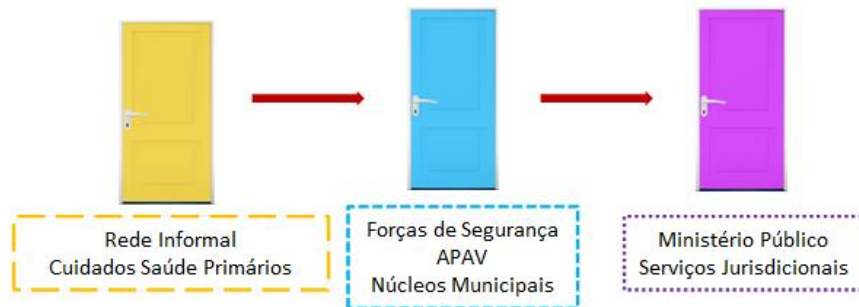 Rede Informal
Cuidados Saúde Primários
Forças de Segurança
APAV
Núcleos Municipais
Ministério Público
Serviços Jurisdicionais